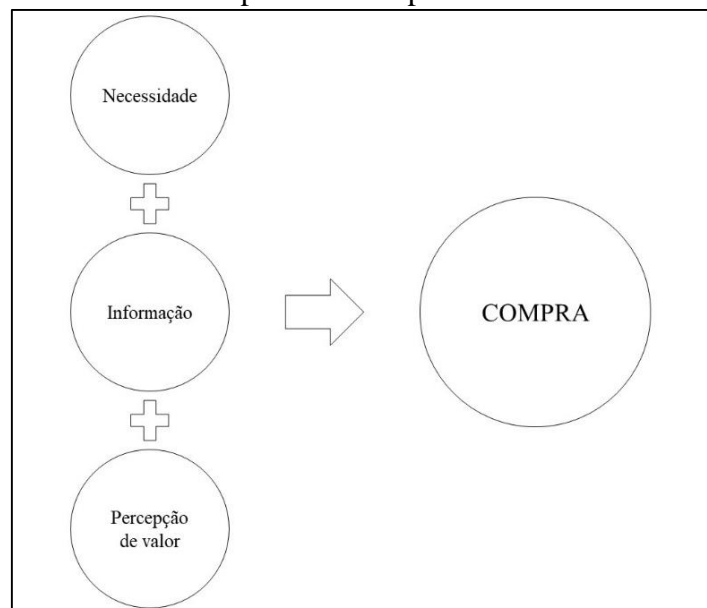 Necessidade
Informação
COMPRA
Percepção
de valor